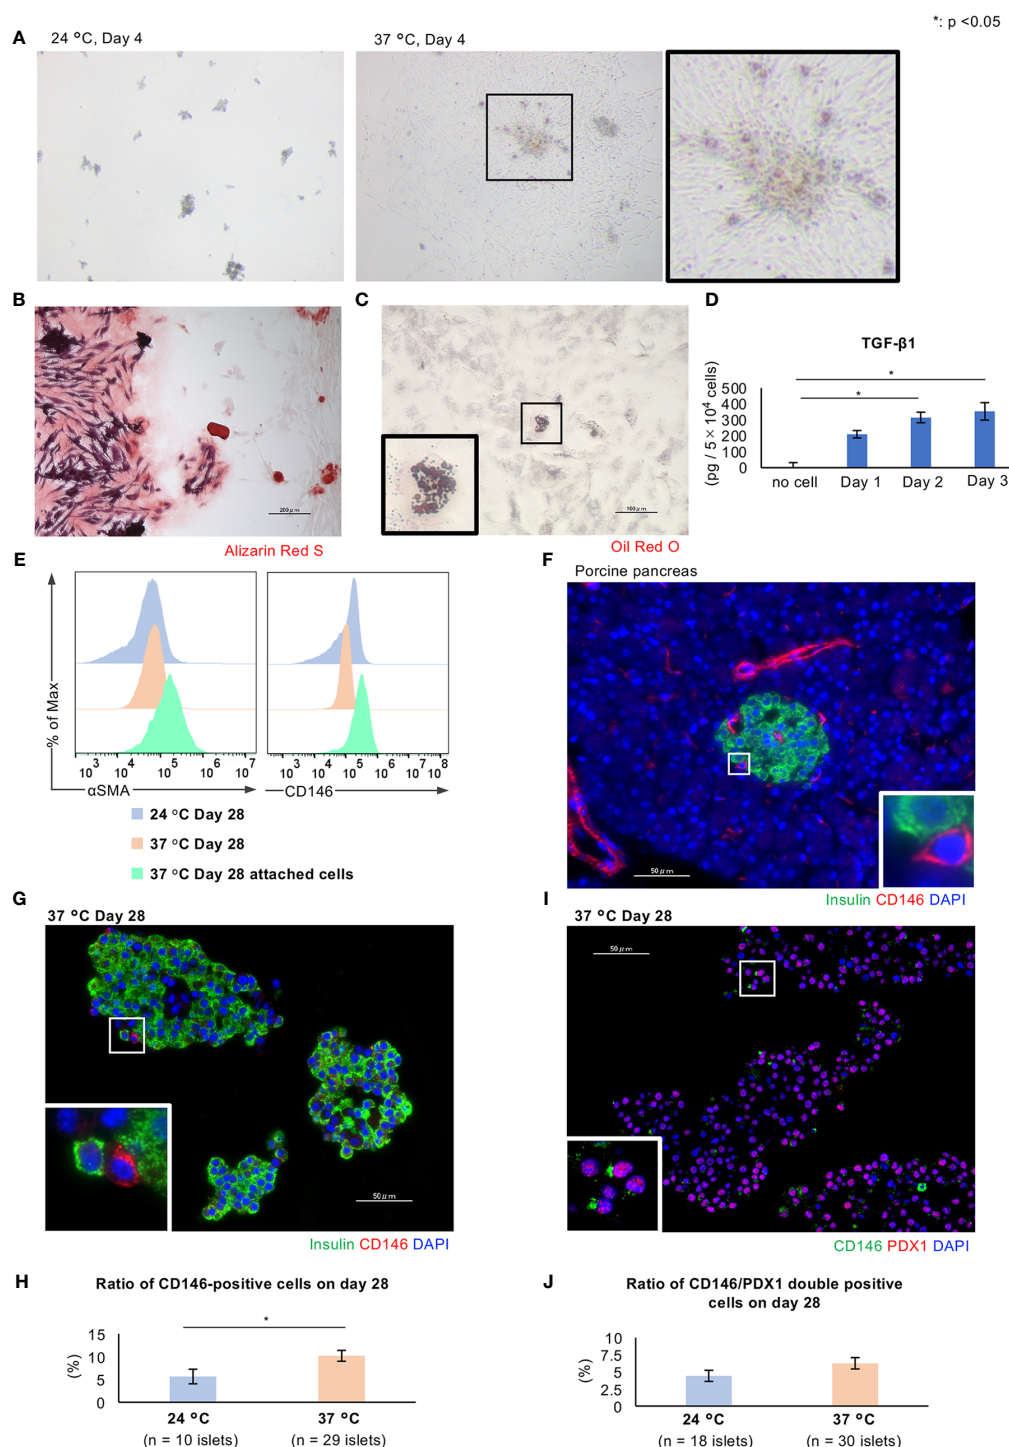 *: p <0.05
A
24 °C, Day 4
37 °C, Day 4
B
200μm
Alizarin Red S
C
100μm
Oil Red O
D
TGF-β1
(pg / 5 × 10⁴ cells)
500
400
300
200
100
0
*
*
no cell
Day 1
Day 2
Day 3
E
% of Max
10³ 10⁴ 10⁵ 10⁶ 10⁷
αSMA
10³ 10⁴ 10⁵ 10⁶ 10⁷ 10⁸
CD146
24 °C Day 28
37 °C Day 28
37 °C Day 28 attached cells
F
Porcine pancreas
50μm
Insulin CD146 DAPI
G
37 °C Day 28
50μm
Insulin CD146 DAPI
I
37 °C Day 28
50μm
CD146 PDX1 DAPI
H
Ratio of CD146-positive cells on day 28
*
(%)
15
10
5
0
24 °C
(n = 10 islets)
37 °C
(n = 29 islets)
J
Ratio of CD146/PDX1 double positive
cells on day 28
(%)
10
7.5
5
2.5
0
24 °C
(n = 18 islets)
37 °C
(n = 30 islets)